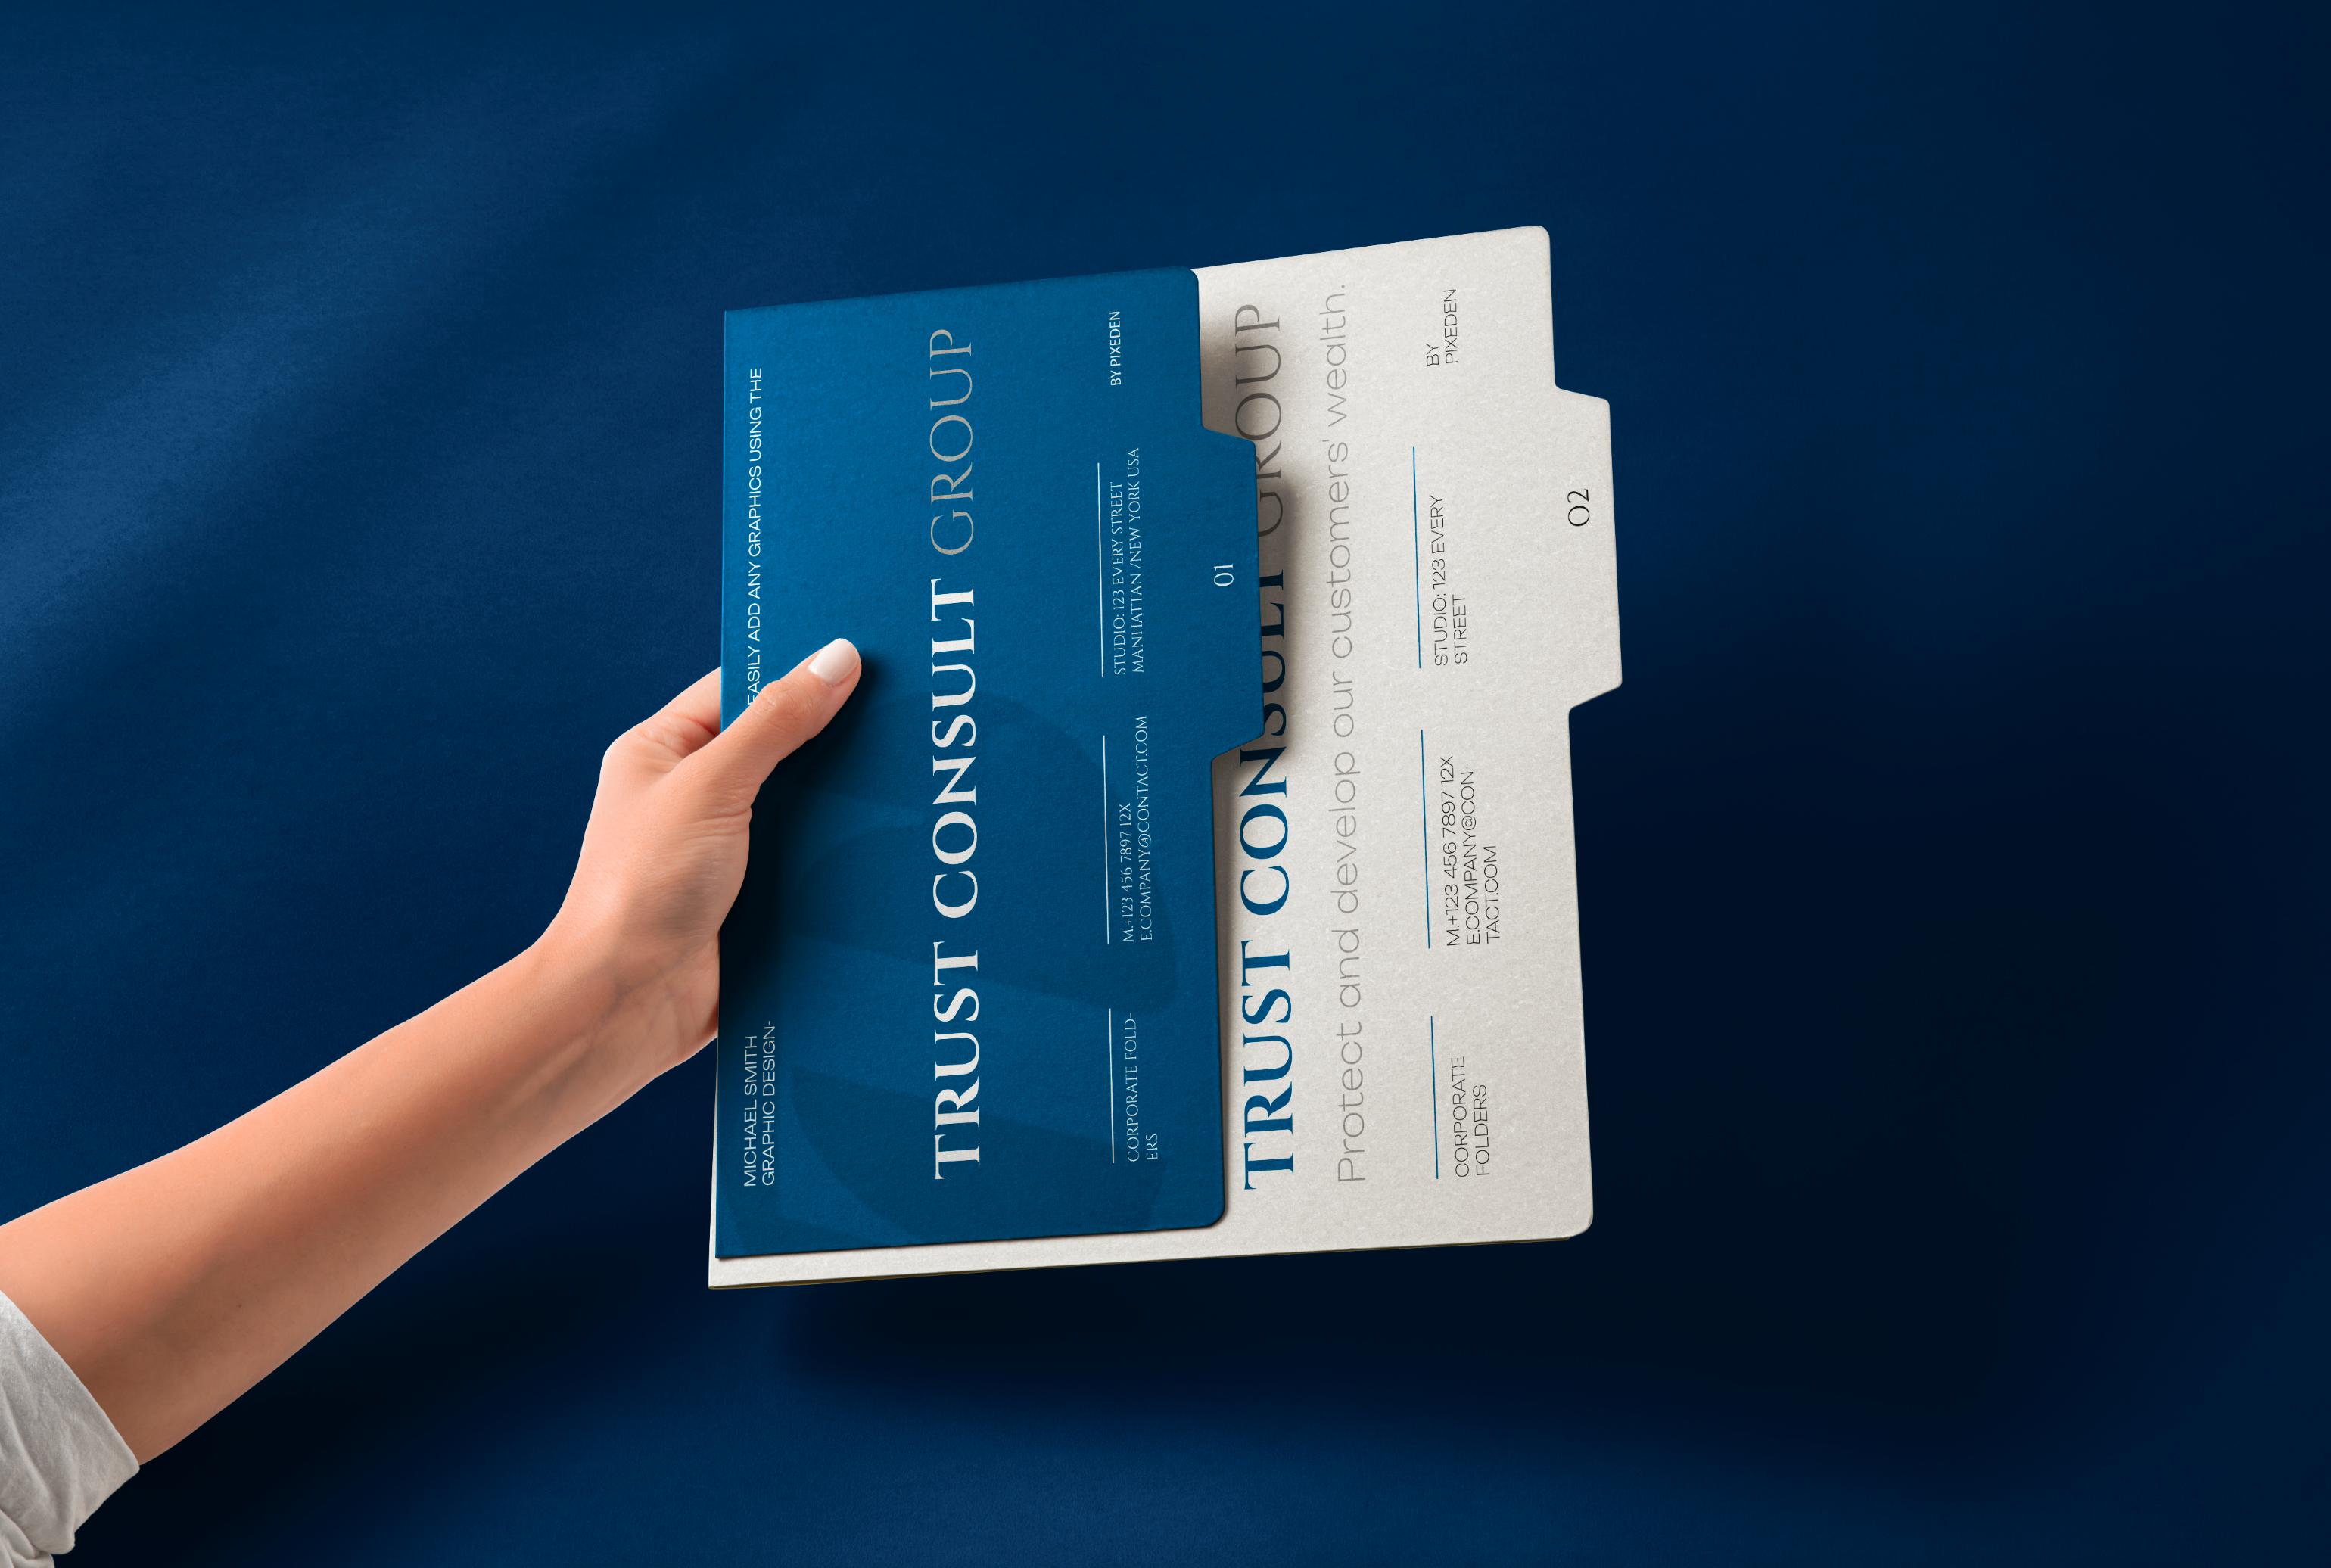 MICHAEL SMITH
GRAPHIC DESIGN-
EASILY ADD ANY GRAPHICS USING THE
TRUST CONSULT GROUP
CORPORATE FOLD-
ERS
M.+123 456 7897 12X
E.COMPANY@CONTACT.COM
STUDIO: 123 EVERY STREET
MANHATTAN /NEW YORK USA
BY PIXEDEN
01
TRUST CONSULT GROUP
Protect and develop our customers' wealth.
CORPORATE
FOLDERS
M.+123 456 7897 12X
E.COMPANY@CON-
TACT.COM
STUDIO: 123 EVERY
STREET
BY
PIXEDEN
02